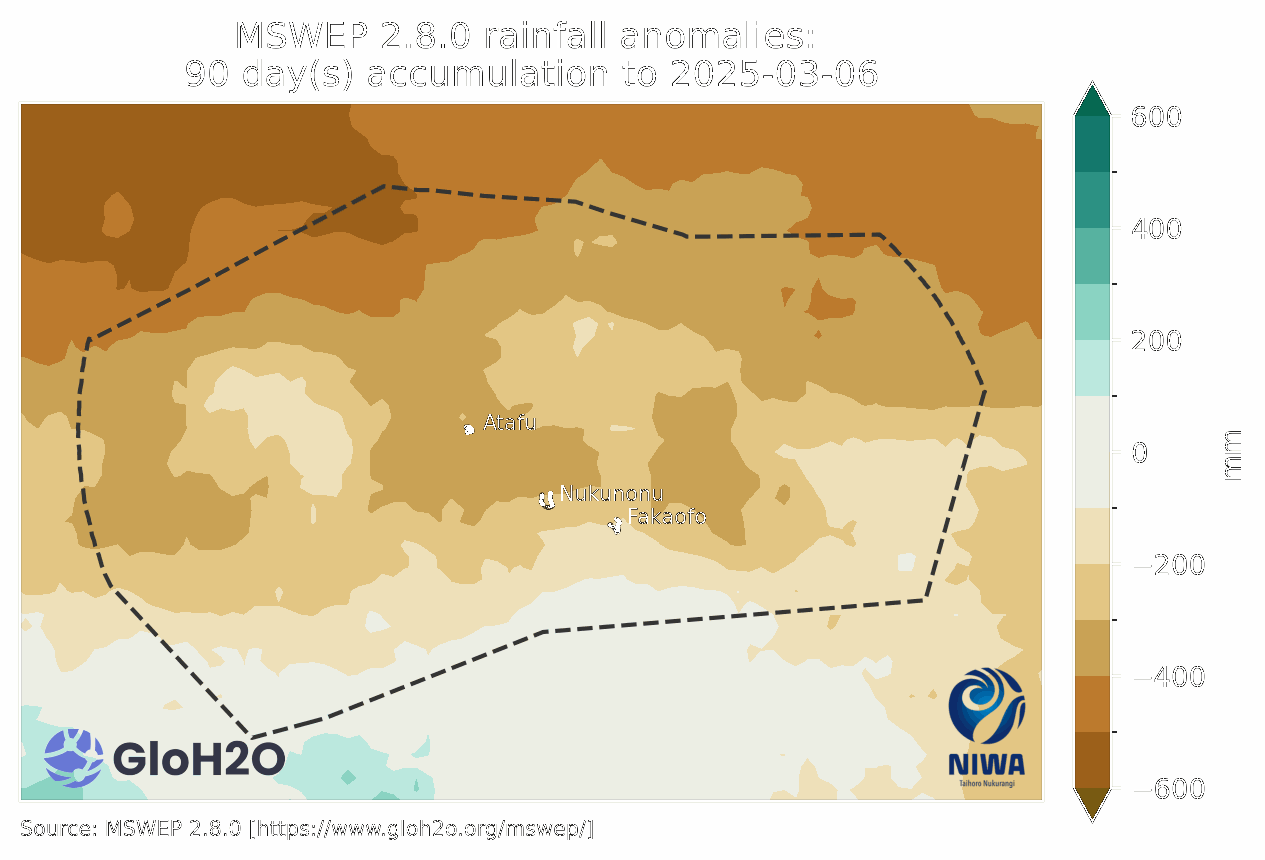 MSWEP 2.8.0 rainfall anomalies:
90 day(s) accumulation to 2025-03-06
600
400
200
0
−200
−400
−600
mm
Atafu
Nukunonu
Fakaofo
GloH2O
NIWA
Taihoro Nukurangi
Source: MSWEP 2.8.0 [https://www.gloh2o.org/mswep/]